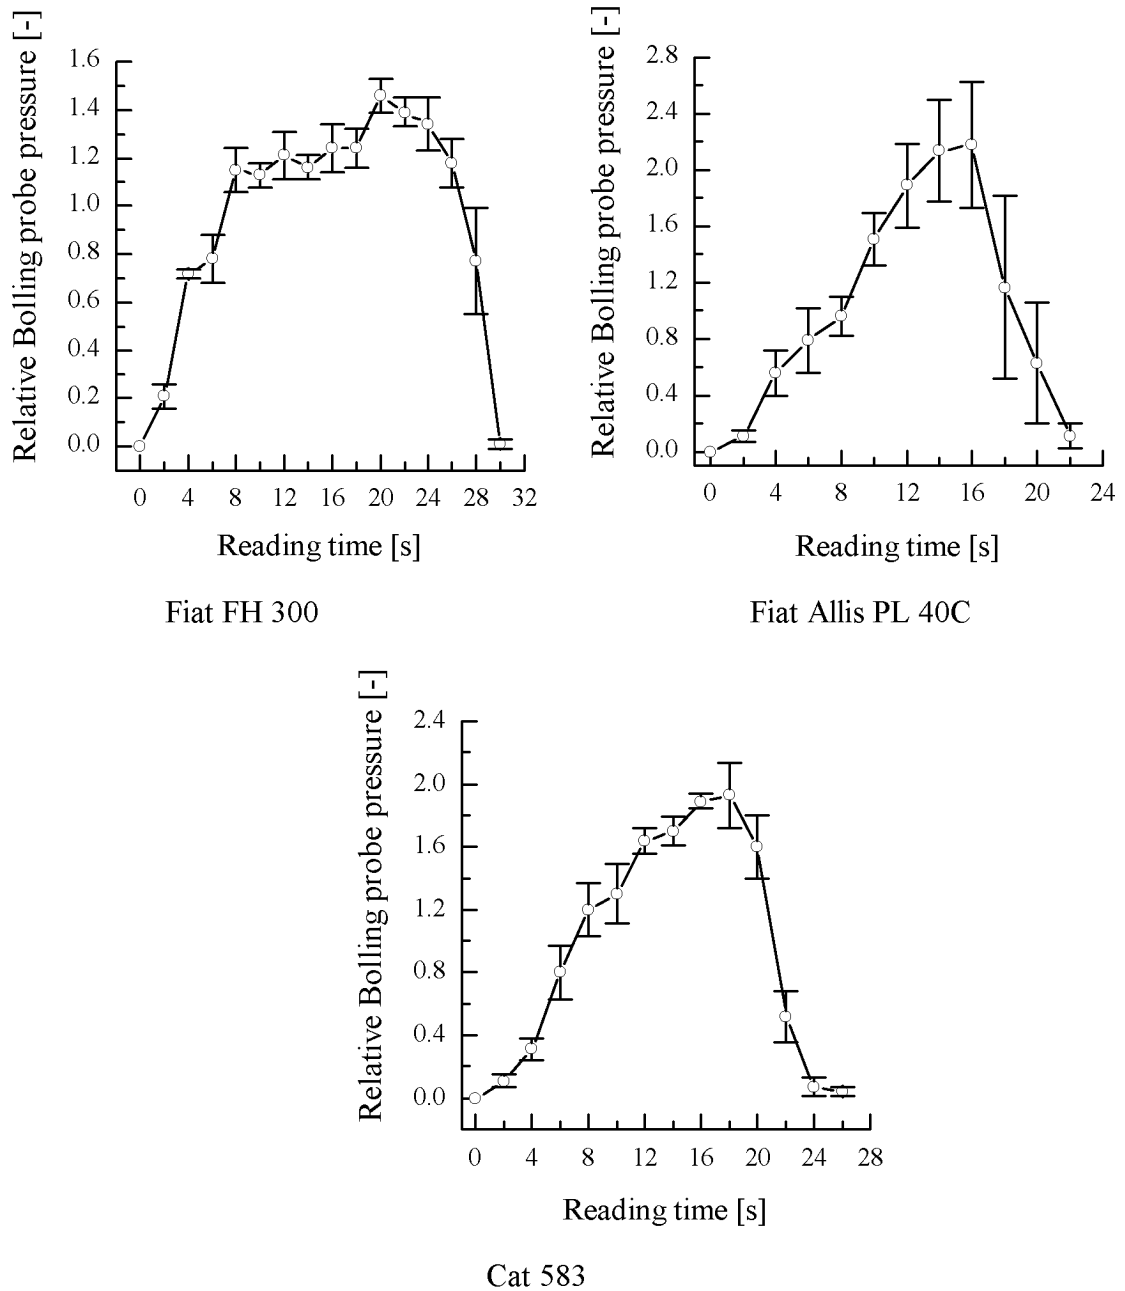 Relative Bolling probe pressure [-]
1.6
1.4
1.2
1.0
0.8
0.6
0.4
0.2
0.0
0 4 8 12 16 20 24 28 32
Reading time [s]
Fiat FH 300
Relative Bolling probe pressure [-]
2.8
2.4
2.0
1.6
1.2
0.8
0.4
0.0
0 4 8 12 16 20 24
Reading time [s]
Fiat Allis PL 40C
Relative Bolling probe pressure [-]
2.4
2.0
1.6
1.2
0.8
0.4
0.0
0 4 8 12 16 20 24 28
Reading time [s]
Cat 583